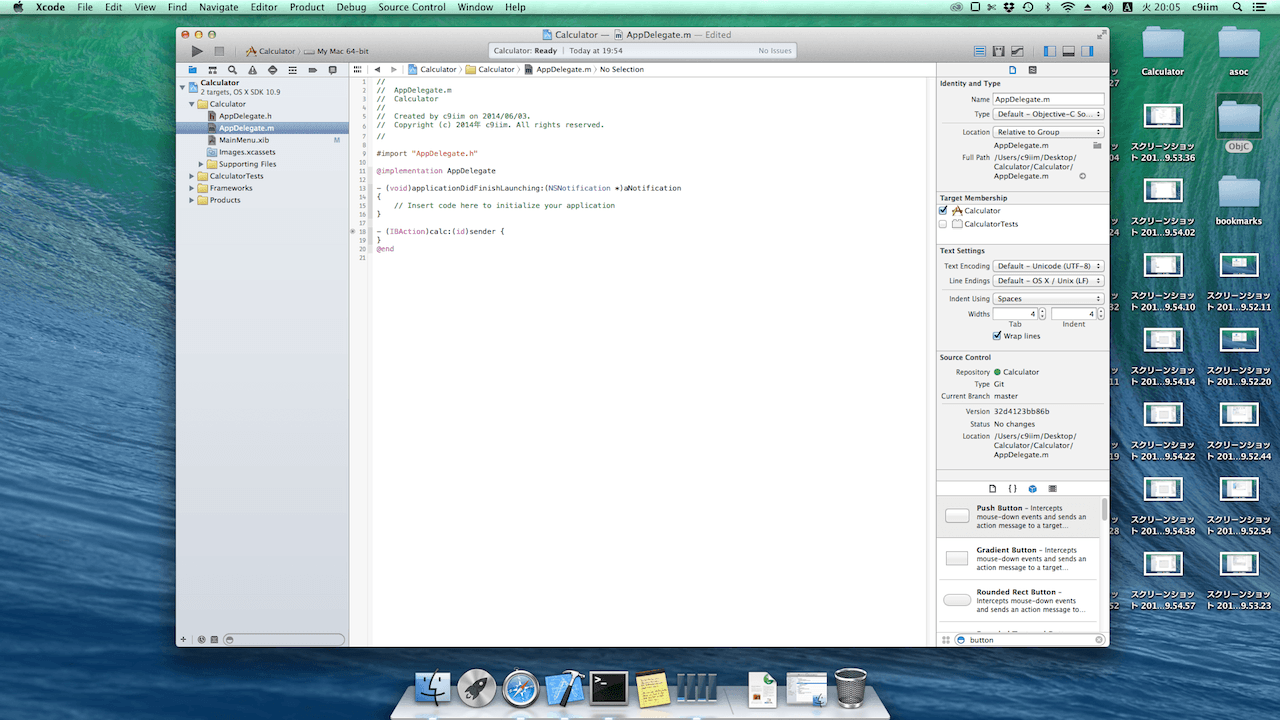 Xcode File Edit View Find Navigate Editor Product Debug Source Control Window Help
火 20:05 c9iim
Calculator — AppDelegate.m — Edited
Calculator My Mac 64-bit
Calculator: Ready | Today at 19:54
No Issues
Calculator
2 targets, OS X SDK 10.9
Calculator
AppDelegate.h
AppDelegate.m
MainMenu.xib M
Images.xcassets
Supporting Files
CalculatorTests
Frameworks
Products
Calculator Calculator AppDelegate.m No Selection
1 //
2 // AppDelegate.m
3 // Calculator
4 //
5 // Created by c9iim on 2014/06/03.
6 // Copyright (c) 2014年 c9iim. All rights reserved.
7 //
8
9 #import "AppDelegate.h"
10
11 @implementation AppDelegate
12
13 - (void)applicationDidFinishLaunching:(NSNotification *)aNotification
14 {
15 // Insert code here to initialize your application
16 }
17
18 - (IBAction)calc:(id)sender {
19 }
20 @end
21
Identity and Type
Name AppDelegate.m
Type Default - Objective-C So...
Location Relative to Group
AppDelegate.m
Full Path /Users/c9iim/Desktop/
Calculator/Calculator/
AppDelegate.m
Target Membership
Calculator
CalculatorTests
Text Settings
Text Encoding Default - Unicode (UTF-8)
Line Endings Default - OS X / Unix (LF)
Indent Using Spaces
Widths 4 4
Tab Indent
Wrap lines
Source Control
Repository Calculator
Type Git
Current Branch master
Version 32d4123bb86b
Status No changes
Location /Users/c9iim/Desktop/
Calculator/Calculator/
AppDelegate.m
{ }
Push Button - Intercepts
mouse-down events and sends an
action message to a target...
Gradient Button - Intercepts
mouse-down events and sends an
action message to a target...
Rounded Rect Button -
Intercepts mouse-down events
and sends an action message to...
button
Calculator
asoc
スクリーンショッ
ト 201...9.53.36
ObjC
スクリーンショッ
ト 201...9.54.02
bookmarks
スクリーンショッ
ト 201...9.54.10
スクリーンショッ
ト 201...9.52.11
スクリーンショッ
ト 201...9.54.14
スクリーンショッ
ト 201...9.52.20
スクリーンショッ
ト 201...9.54.22
スクリーンショッ
ト 201...9.52.44
スクリーンショッ
ト 201...9.54.38
スクリーンショッ
ト 201...9.52.54
スクリーンショッ
ト 201...9.54.57
スクリーンショッ
ト 201...9.53.23